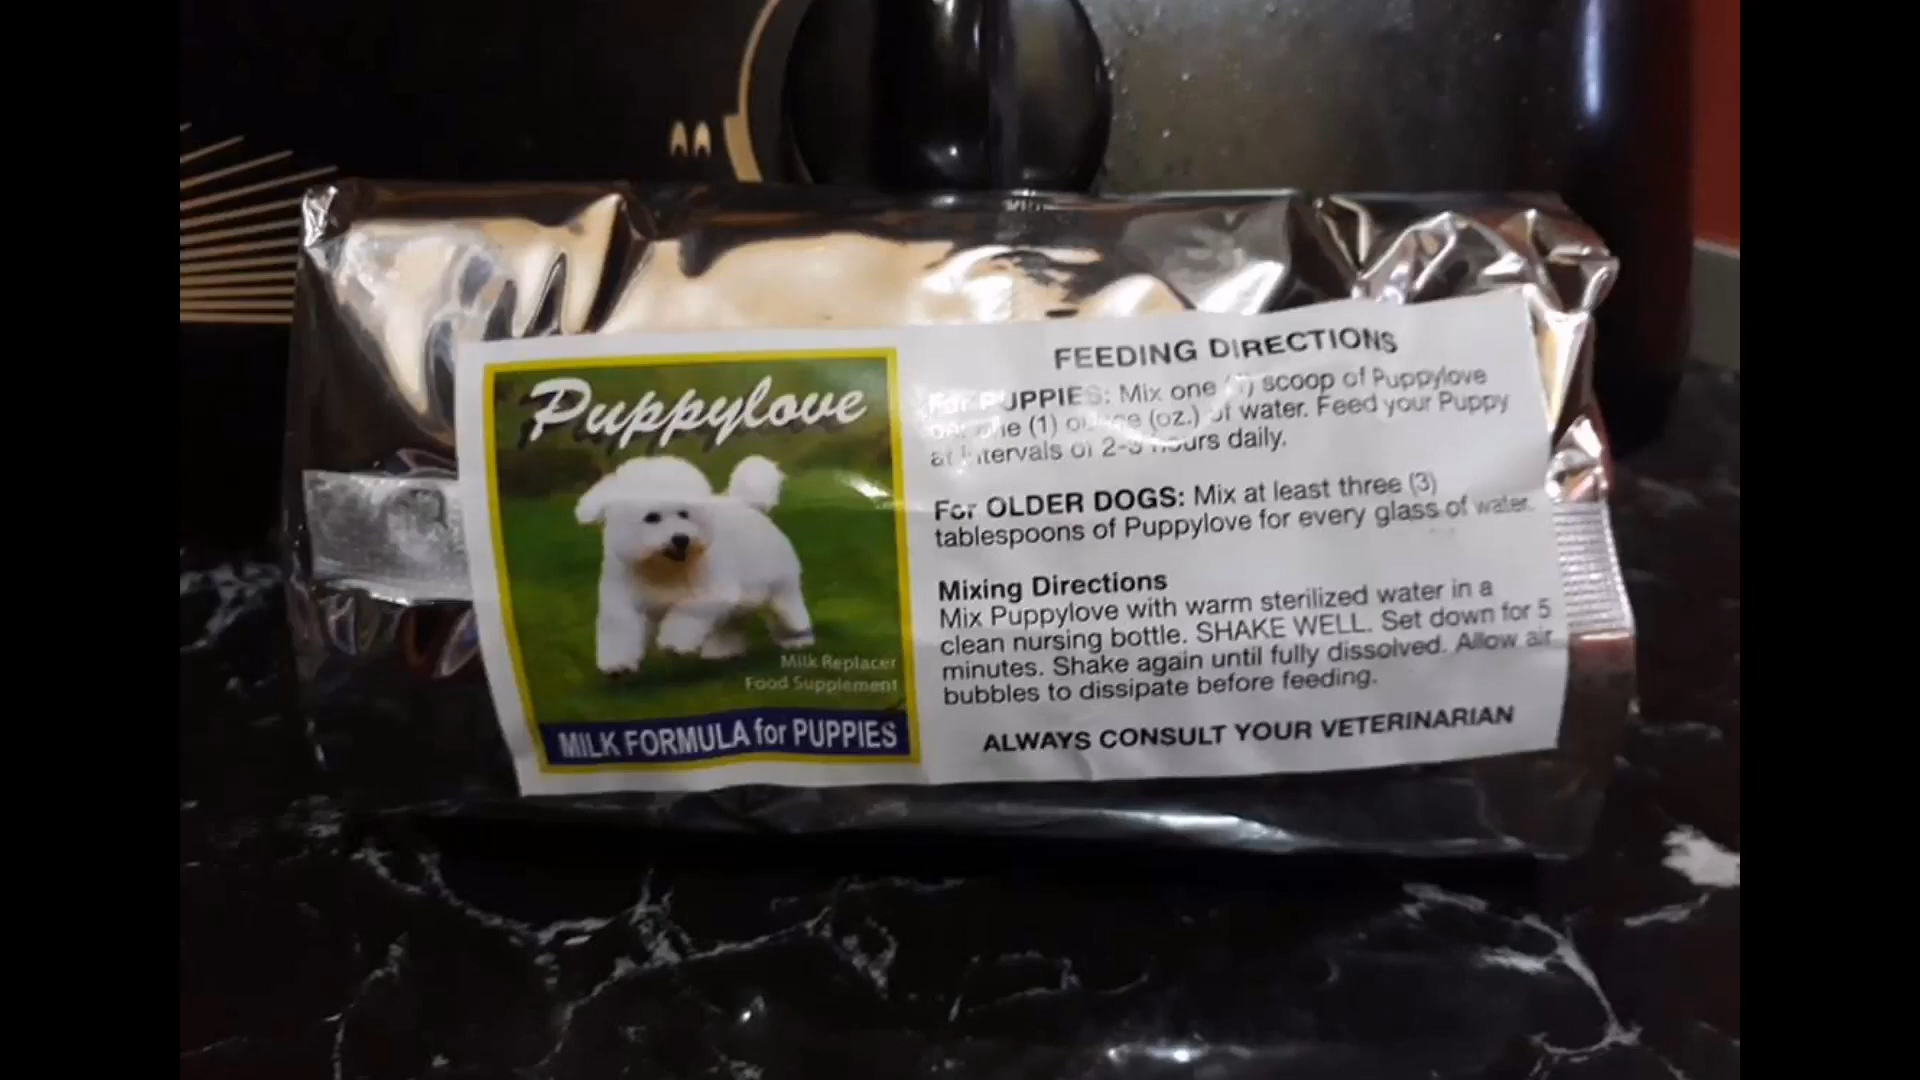 Puppylove
Milk Replacer
Food Supplement
MILK FORMULA for PUPPIES
FEEDING DIRECTIONS
For PUPPIES: Mix one (1) scoop of Puppylove
one (1) ounce (oz.) of water. Feed your Puppy
at intervals of 2-3 hours daily.
For OLDER DOGS: Mix at least three (3)
tablespoons of Puppylove for every glass of water.
Mixing Directions
Mix Puppylove with warm sterilized water in a
clean nursing bottle. SHAKE WELL. Set down for 5
minutes. Shake again until fully dissolved. Allow air
bubbles to dissipate before feeding.
ALWAYS CONSULT YOUR VETERINARIAN